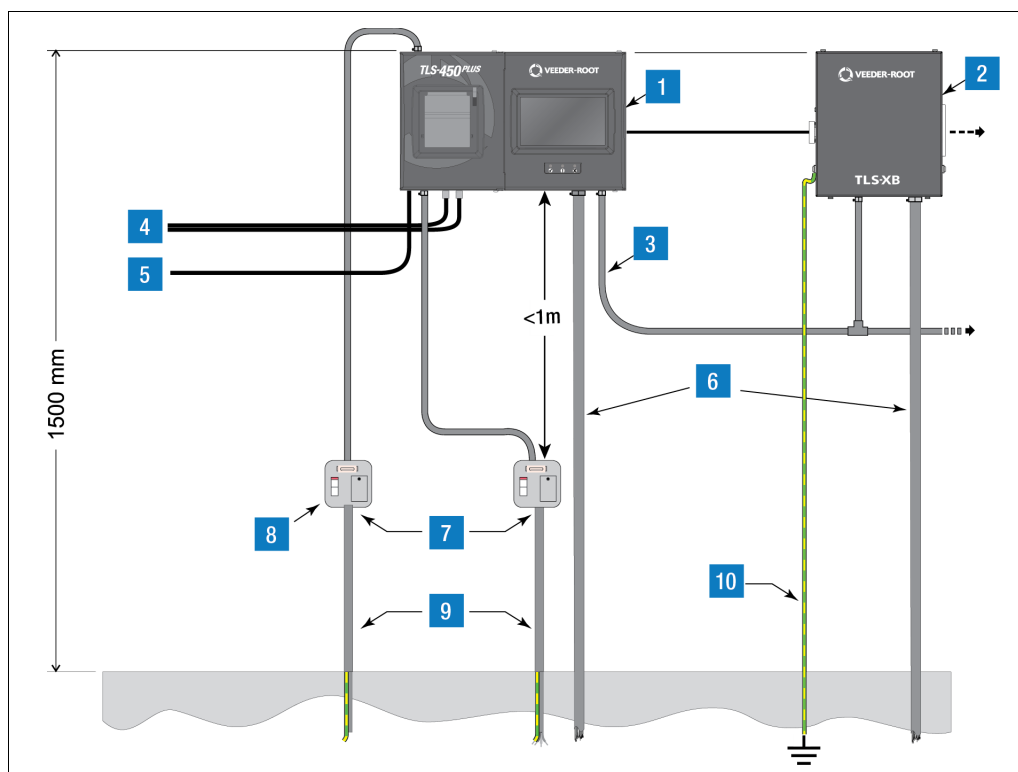 TLS-450PLUS
VEEDER-ROOT
1
VEEDER-ROOT
2
TLS-XB
4
5
3
<1m
6
1500 mm
8
7
9
10